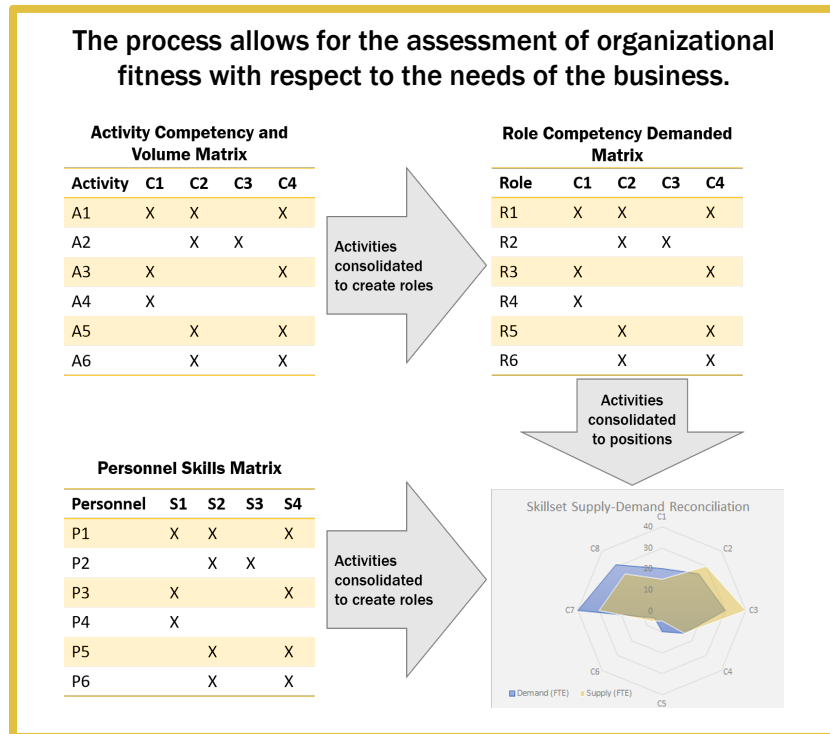 The process allows for the assessment of organizational
fitness with respect to the needs of the business.
Activity Competency and
Volume Matrix
Activity C1 C2 C3 C4
A1 X X X
A2 X X
A3 X X
A4 X
A5 X X
A6 X X
Activities
consolidated
to create roles
Role Competency Demanded
Matrix
Role C1 C2 C3 C4
R1 X X X
R2 X X
R3 X X
R4 X
R5 X X
R6 X X
Activities
consolidated
to positions
Personnel Skills Matrix
Personnel S1 S2 S3 S4
P1 X X X
P2 X X
P3 X X
P4 X
P5 X X
P6 X X
Activities
consolidated
to create roles
Skillset Supply-Demand Reconciliation
C1
40
C8 C2
30
20
10
C7 0 C3
C6 C4
C5
Demand (FTE) Supply (FTE)